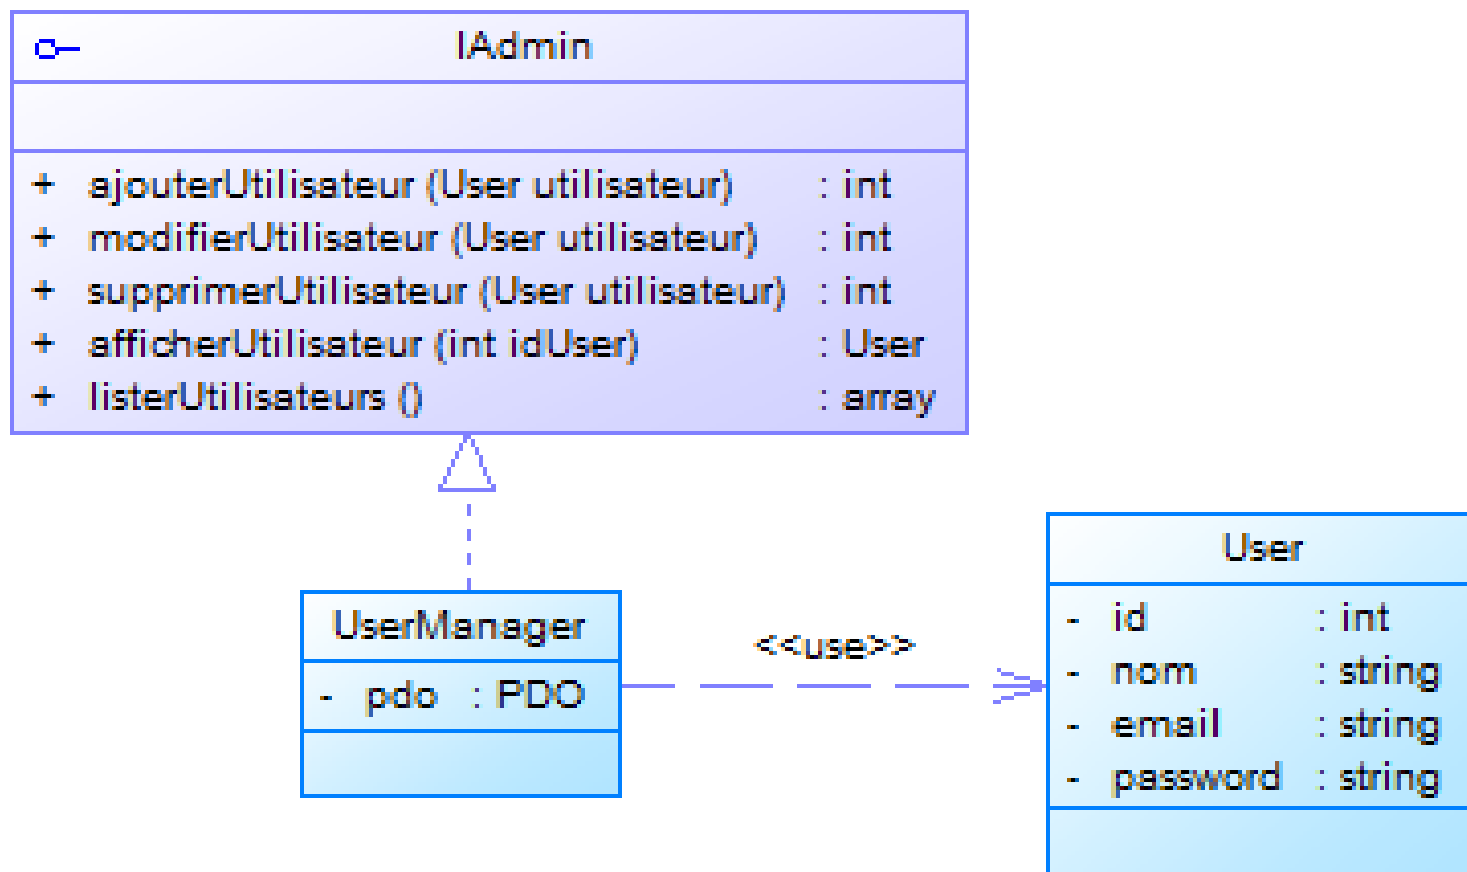 IAdmin
+ ajouterUtilisateur (User utilisateur) : int
+ modifierUtilisateur (User utilisateur) : int
+ supprimerUtilisateur (User utilisateur) : int
+ afficherUtilisateur (int idUser) : User
+ listerUtilisateurs () : array
UserManager
- pdo : PDO
<<use>>
User
- id : int
- nom : string
- email : string
- password : string